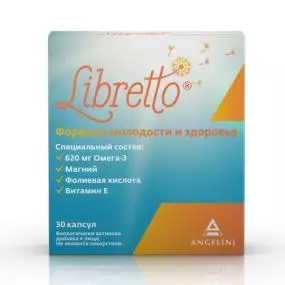 Libretto®
Формула молодости и здоровья
Специальный состав:
✓ 620 мг Омега-3
✓ Магний
✓ Фолиевая кислота
✓ Витамин Е
30 капсул
Биологически активная
добавка к пище.
Не является лекарством.
ANGELINI